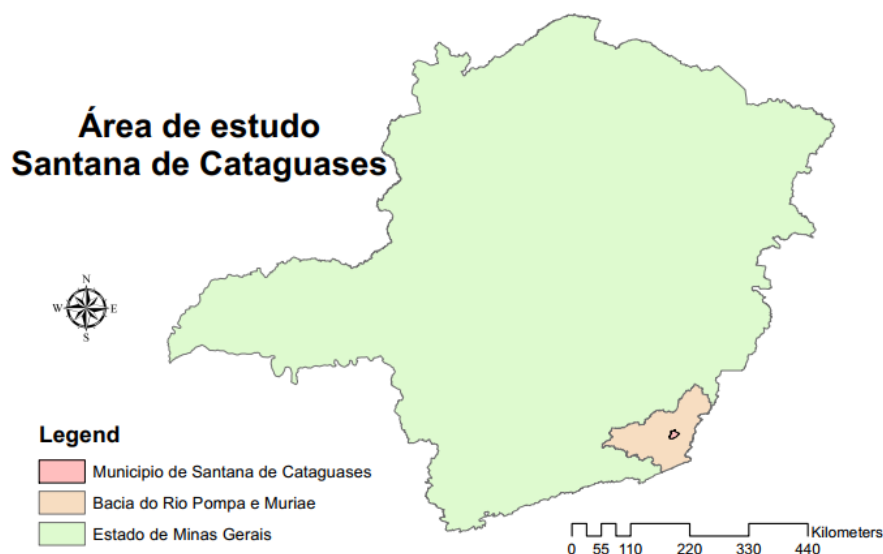 Área de estudo
Santana de Cataguases
N
W E
S
Legend
Municipio de Santana de Cataguases
Bacia do Rio Pompa e Muriae
Estado de Minas Gerais
Kilometers
0 55 110 220 330 440